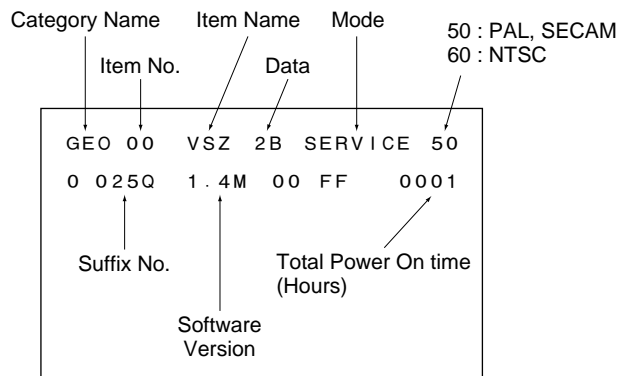 Category Name Item Name Mode
50 : PAL, SECAM
60 : NTSC
Item No. Data
GEO 00 VSZ 2B SERVICE 50
0 025Q 1.4M 00 FF 0001
Suffix No.
Total Power On time
(Hours)
Software
Version